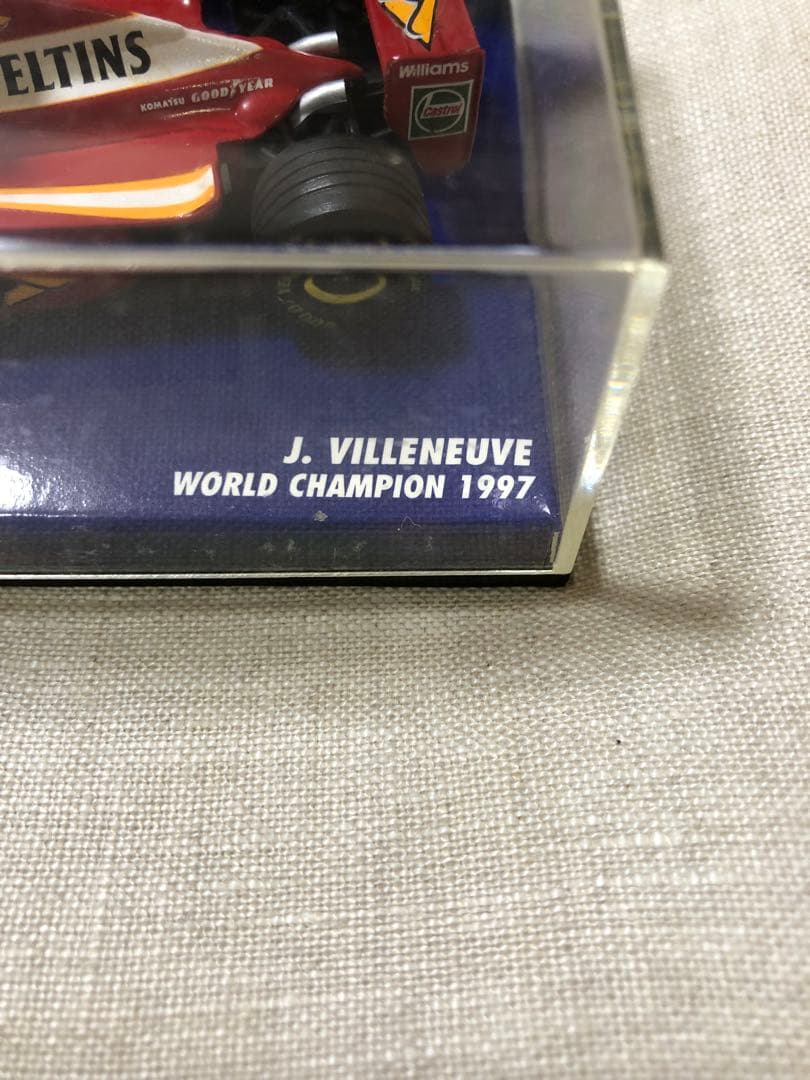 ELTINS
KOMATSU GOODYEAR
Williams
Castrol
J. VILLENEUVE
WORLD CHAMPION 1997